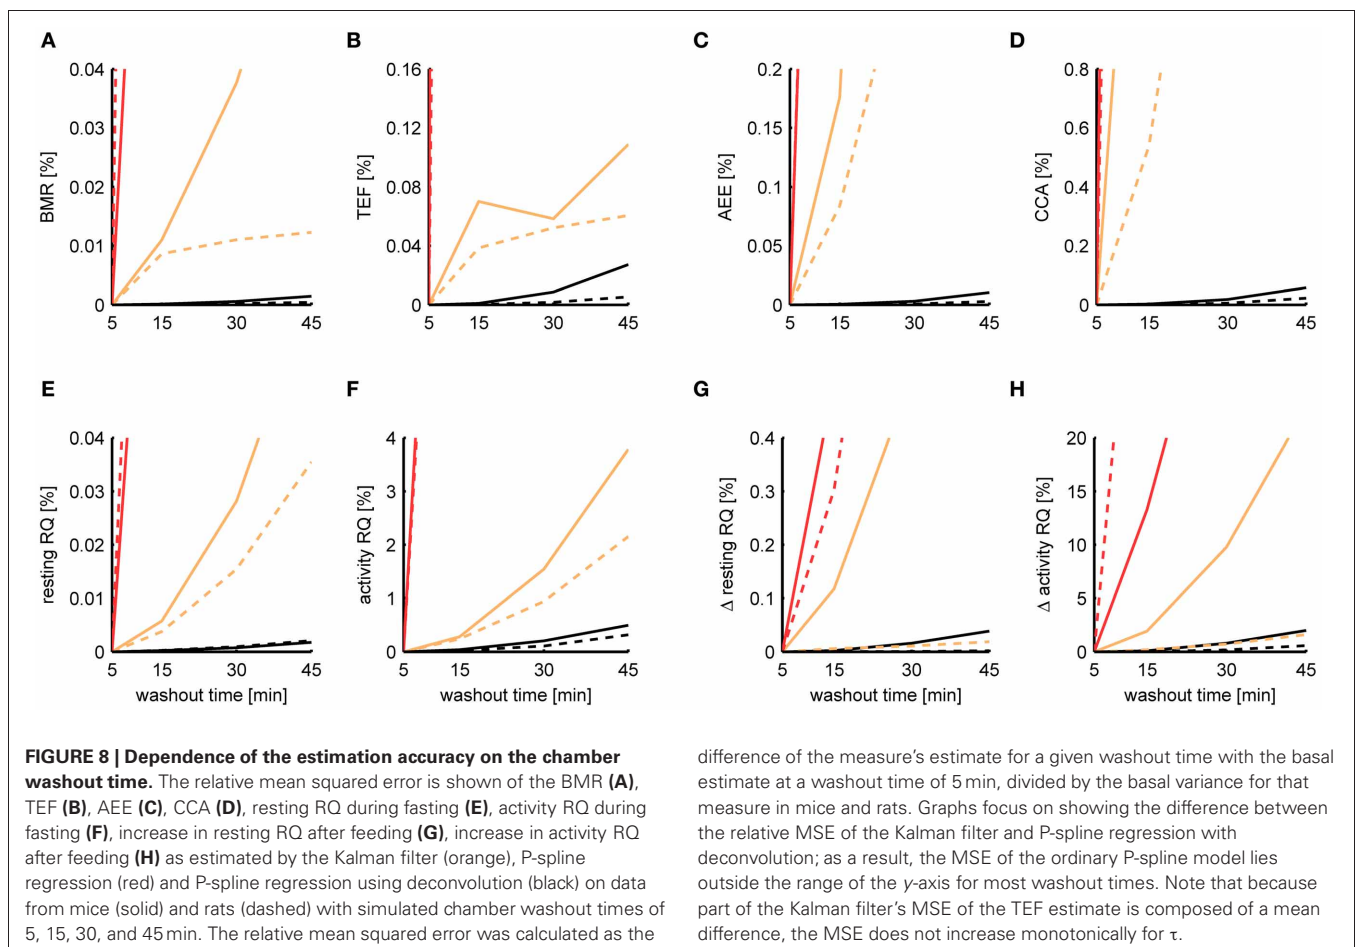 A
B
C
D
0.04
0.03
0.02
0.01
0
BMR [%]
5
15
30
45
0.16
0.12
0.08
0.04
0
TEF [%]
5
15
30
45
0.2
0.15
0.1
0.05
0
AEE [%]
5
15
30
45
0.8
0.6
0.4
0.2
0
CCA [%]
5
15
30
45
E
F
G
H
0.04
0.03
0.02
0.01
0
resting RQ [%]
5
15
30
45
washout time [min]
4
3
2
1
0
activity RQ [%]
5
15
30
45
washout time [min]
0.4
0.3
0.2
0.1
0
Δ resting RQ [%]
5
15
30
45
washout time [min]
20
15
10
5
0
Δ activity RQ [%]
5
15
30
45
washout time [min]
FIGURE 8 | Dependence of the estimation accuracy on the chamber
washout time. The relative mean squared error is shown of the BMR (A),
TEF (B), AEE (C), CCA (D), resting RQ during fasting (E), activity RQ during
fasting (F), increase in resting RQ after feeding (G), increase in activity RQ
after feeding (H) as estimated by the Kalman filter (orange), P-spline
regression (red) and P-spline regression using deconvolution (black) on data
from mice (solid) and rats (dashed) with simulated chamber washout times of
5, 15, 30, and 45 min. The relative mean squared error was calculated as the
difference of the measure's estimate for a given washout time with the basal
estimate at a washout time of 5 min, divided by the basal variance for that
measure in mice and rats. Graphs focus on showing the difference between
the relative MSE of the Kalman filter and P-spline regression with
deconvolution; as a result, the MSE of the ordinary P-spline model lies
outside the range of the y-axis for most washout times. Note that because
part of the Kalman filter's MSE of the TEF estimate is composed of a mean
difference, the MSE does not increase monotonically for τ.